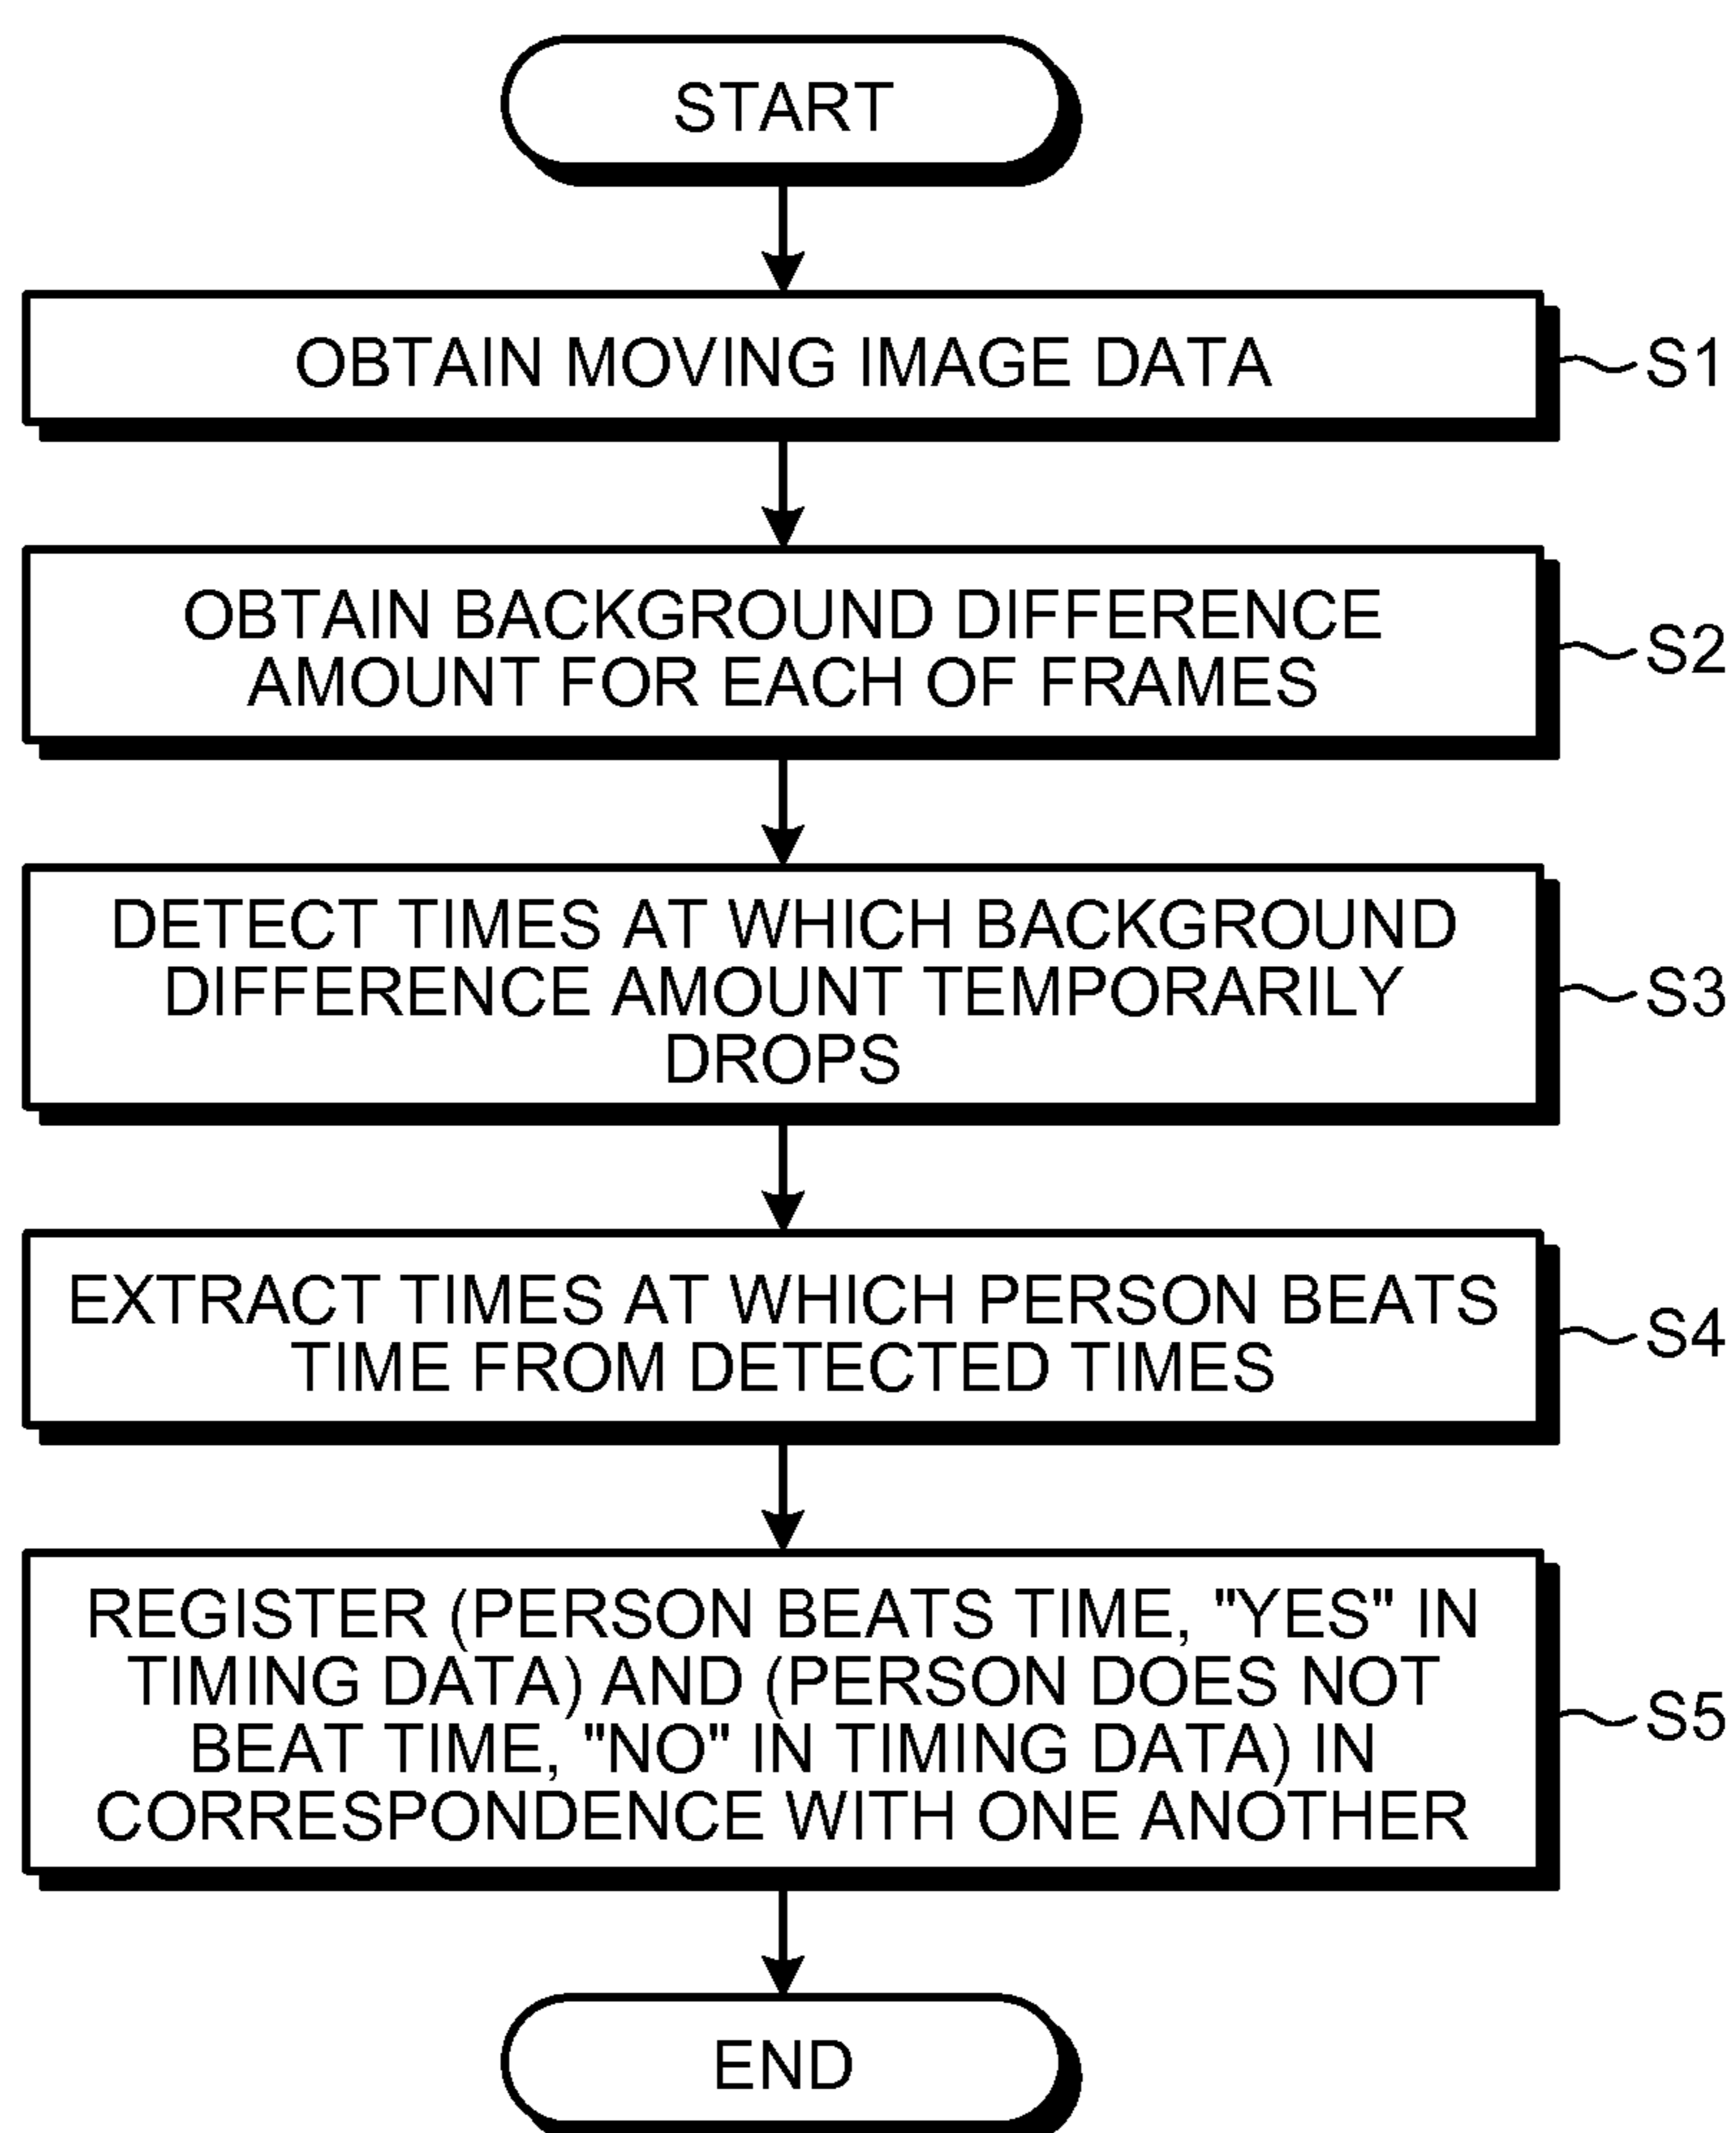 START
OBTAIN MOVING IMAGE DATA
S1
OBTAIN BACKGROUND DIFFERENCE
AMOUNT FOR EACH OF FRAMES
S2
DETECT TIMES AT WHICH BACKGROUND
DIFFERENCE AMOUNT TEMPORARILY
DROPS
S3
EXTRACT TIMES AT WHICH PERSON BEATS
TIME FROM DETECTED TIMES
S4
REGISTER (PERSON BEATS TIME, "YES" IN
TIMING DATA) AND (PERSON DOES NOT
BEAT TIME, "NO" IN TIMING DATA) IN
CORRESPONDENCE WITH ONE ANOTHER
S5
END